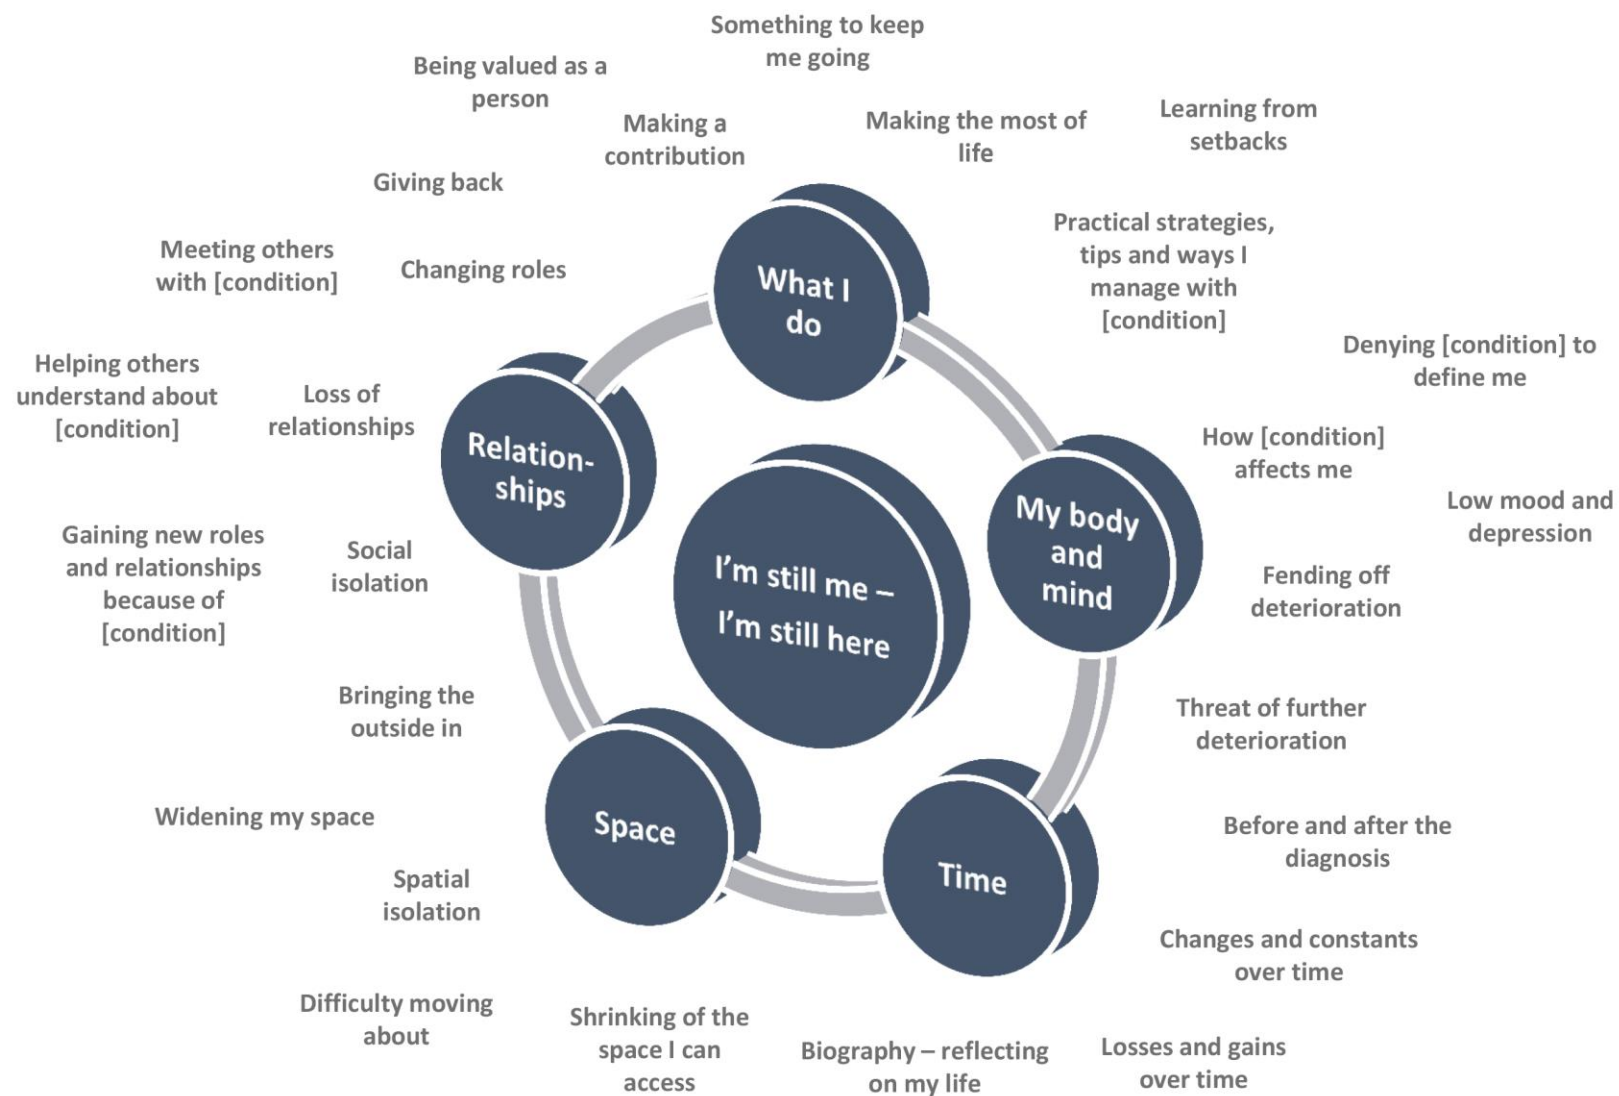 Something to keep
me going
Being valued as a
person
Making a
contribution
Making the most of
life
Learning from
setbacks
Giving back
Practical strategies,
tips and ways I
manage with
[condition]
Meeting others
with [condition]
Changing roles
What I
do
Denying [condition] to
define me
Helping others
understand about
[condition]
Loss of
relationships
Relation-
ships
How [condition]
affects me
Low mood and
depression
My body
and
mind
Gaining new roles
and relationships
because of
[condition]
Social
isolation
I'm still me –
I'm still here
Fending off
deterioration
Bringing the
outside in
Threat of further
deterioration
Widening my space
Space
Time
Before and after the
diagnosis
Spatial
isolation
Changes and constants
over time
Difficulty moving
about
Shrinking of the
space I can
access
Biography – reflecting
on my life
Losses and gains
over time